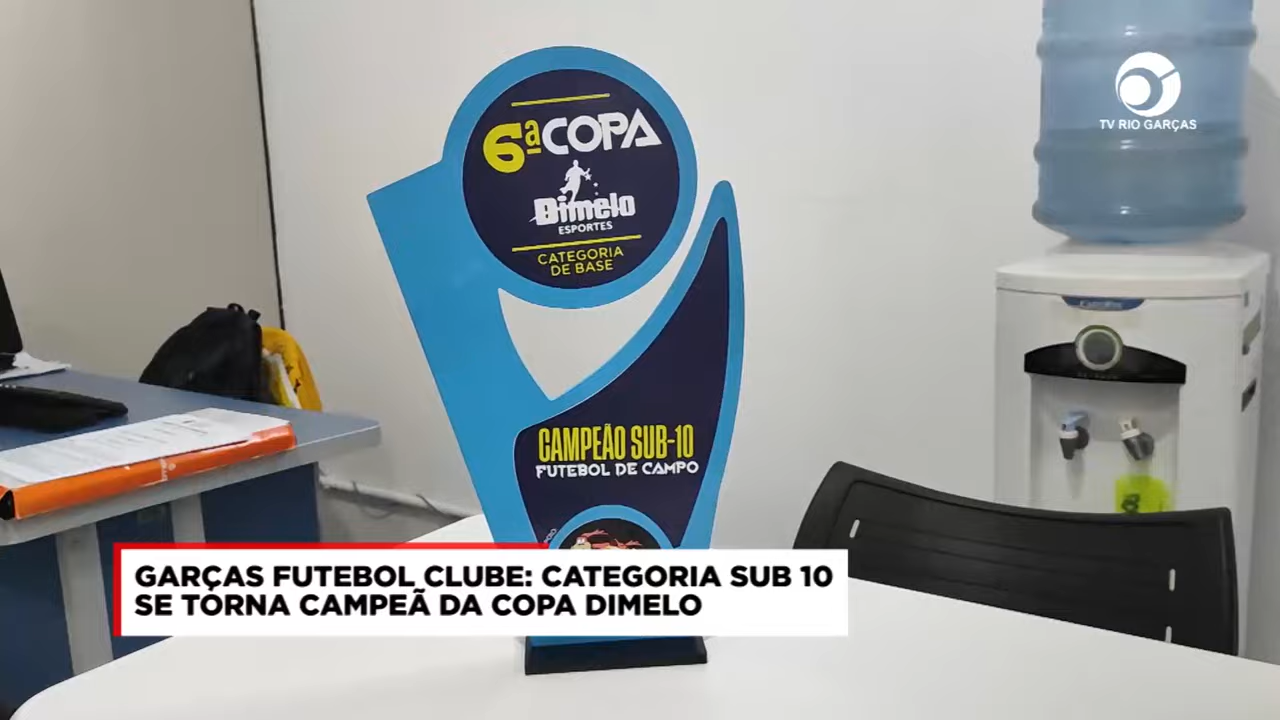 6ª COPA
Dimelo
ESPORTES
CATEGORIA
DE BASE
CAMPEÃO SUB-10
FUTEBOL DE CAMPO
TV RIO GARÇAS
GARÇAS FUTEBOL CLUBE: CATEGORIA SUB 10
SE TORNA CAMPEÃ DA COPA DIMELO